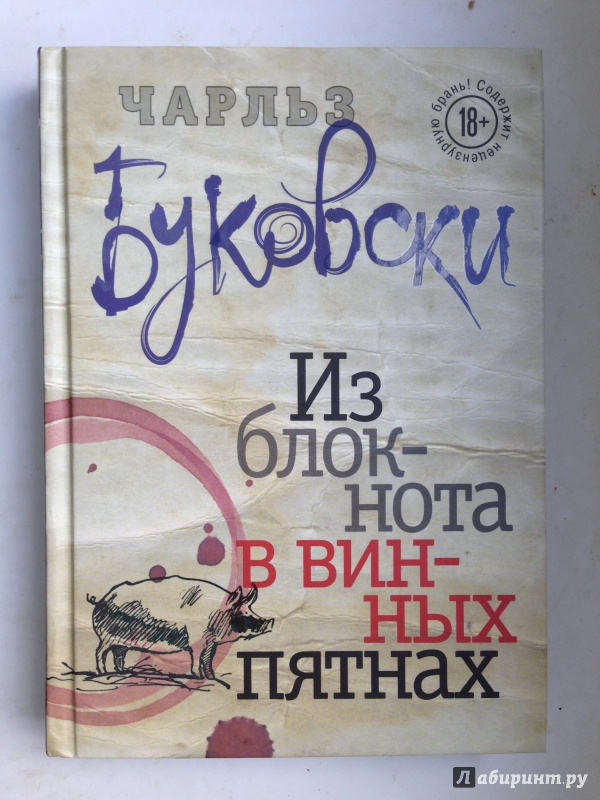 ЧАРЛЬЗ
БУКОВСКИ
18+
Содержит нецензурную брань!
Из
блок-
нота
в вин-
ных
пятнах
Лабиринт.ру